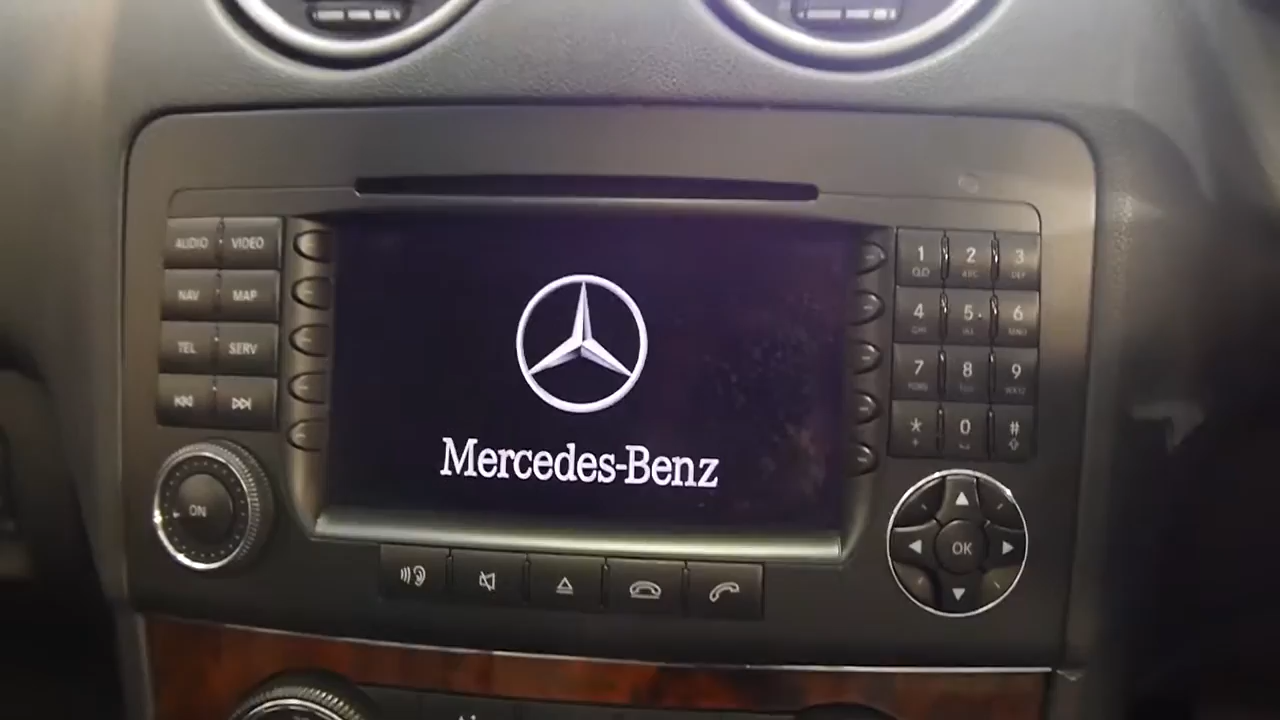 AUDIO VIDEO
NAV MAP
TEL SERV
ON
Mercedes-Benz
1 2 3
ABC DEF
4 5 6
GHI JKL MNO
7 8 9
PQRS TUV WXYZ
* 0 #
+
OK